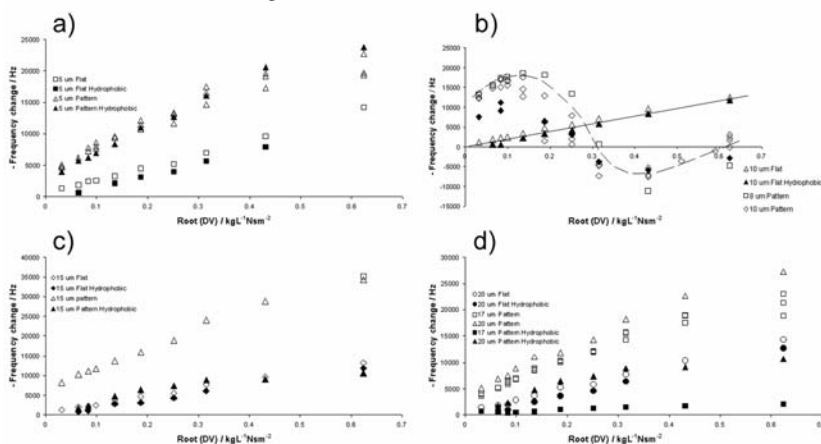 a)
25000
20000
15000
10000
5000
0
- Frequency change / Hz
5 um Flat
5 um Flat Hydrophobic
5 um Pattern
5 um Pattern Hydrophobic
0 0.1 0.2 0.3 0.4 0.5 0.6 0.7
Root (DV) / kgL⁻¹Nsm⁻²
b)
25000
20000
15000
10000
5000
0
-5000
-10000
-15000
- Frequency change / Hz
0.1 0.2 0.3 0.4 0.5 0.6 0.7
10 um Flat
10 um Flat Hydrophobic
8 um Pattern
10 um Pattern
Root (DV) / kgL⁻¹Nsm⁻²
c)
40000
35000
30000
25000
20000
15000
10000
5000
0
- Frequency change / Hz
15 um Flat
15 um Flat Hydrophobic
15 um pattern
15 um Pattern Hydrophobic
0 0.1 0.2 0.3 0.4 0.5 0.6 0.7
Root (DV) / kgL⁻¹Nsm⁻²
d)
30000
25000
20000
15000
10000
5000
0
- Frequency change / Hz
20 um Flat
20 um Flat Hydrophobic
17 um Pattern
20 um Pattern
17 um Pattern Hydrophobic
20 um Pattern Hydrophobic
0 0.1 0.2 0.3 0.4 0.5 0.6
Root (DV) / kgL⁻¹Nsm⁻²